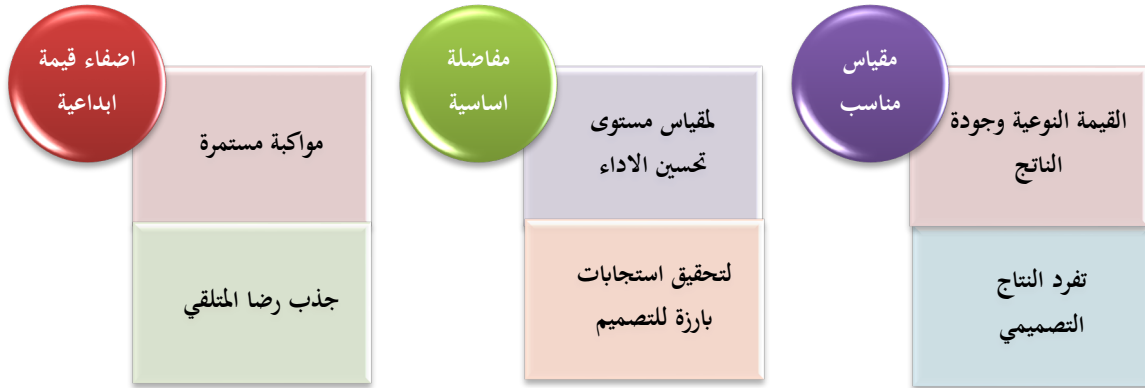 مقياس
مناسب
القيمة النوعية وجودة
الناتج
تفرد النتاج
التصميمي
مفاضلة
اساسية
لمقياس مستوى
تحسين الاداء
لتحقيق استجابات
بارزة للتصميم
اضفاء قيمة
ابداعية
مواكبة مستمرة
جذب رضا المتلقي